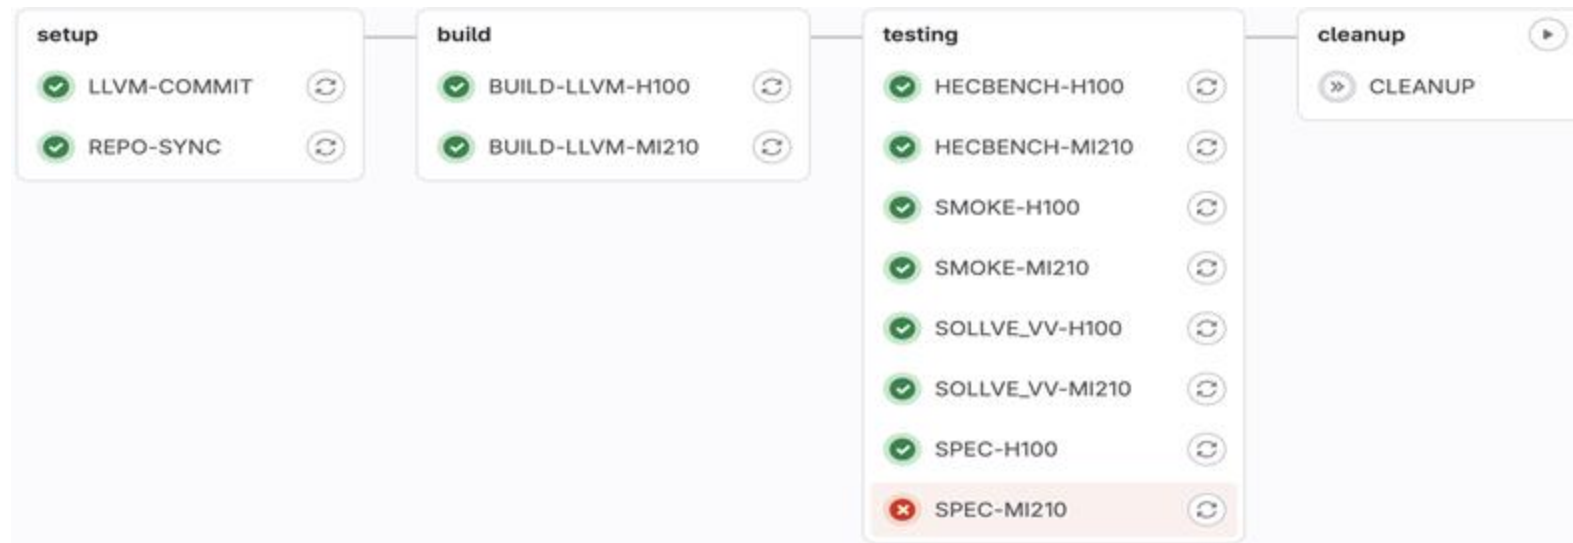 setup
LLVM-COMMIT
REPO-SYNC
build
BUILD-LLVM-H100
BUILD-LLVM-MI210
testing
HECBENCH-H100
HECBENCH-MI210
SMOKE-H100
SMOKE-MI210
SOLLVE_VV-H100
SOLLVE_VV-MI210
SPEC-H100
SPEC-MI210
cleanup
CLEANUP